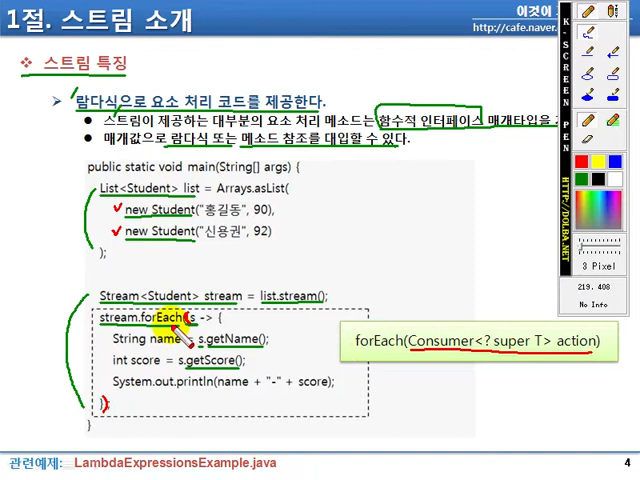 1절. 스트림 소개
이것이
http://cafe.naver.
❖ 스트림 특징
➢ 람다식으로 요소 처리 코드를 제공한다.
● 스트림이 제공하는 대부분의 요소 처리 메소드는 함수적 인터페이스 매개타입을
● 매개값으로 람다식 또는 메소드 참조를 대입할 수 있다.
public static void main(String[] args) {
List<Student> list = Arrays.asList(
new Student("홍길동", 90),
new Student("신용권", 92)
);
Stream<Student> stream = list.stream();
stream.forEach(s -> {
String name = s.getName();
int score = s.getScore();
System.out.println(name + "-" + score);
});
}
forEach(Consumer<? super T> action)
관련예제: LambdaExpressionsExample.java
4
K-SCREEN PEN
HTTP://DOLBA.NET
3 Pixel
219. 408
No Info